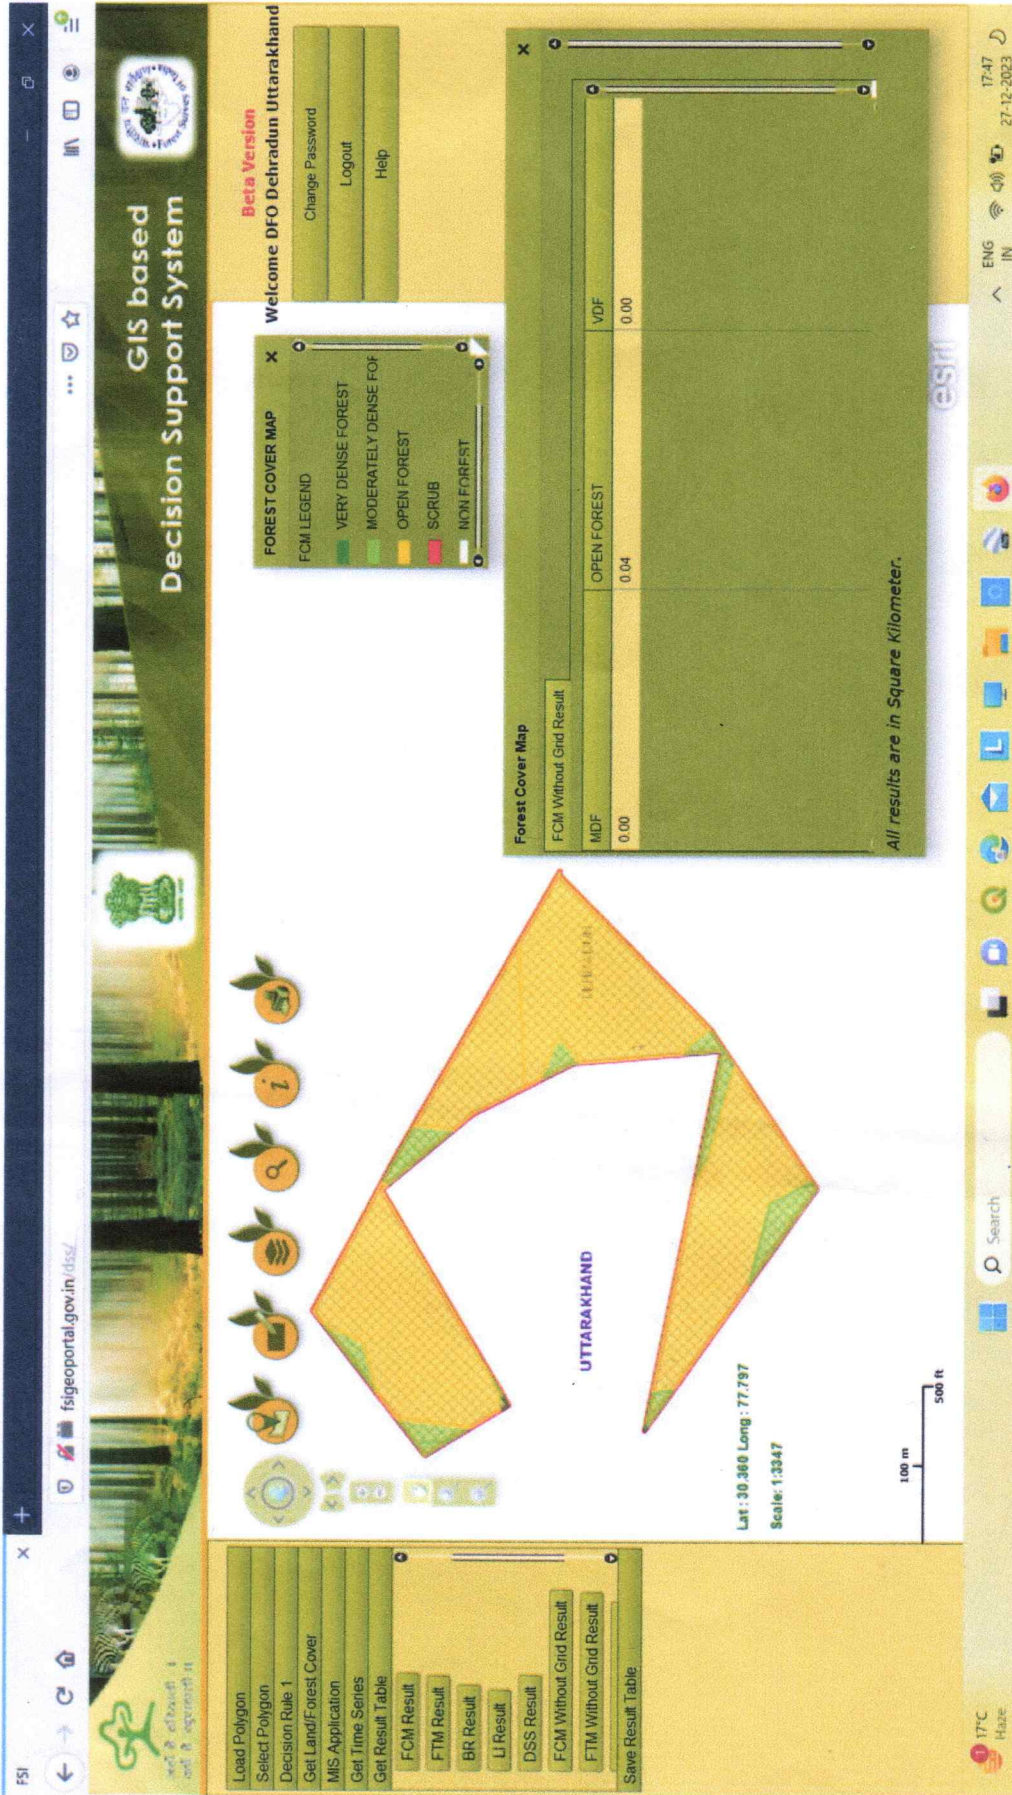 FSI
fsigeoportal.gov.in/dss/
GIS based
Decision Support System
Beta Version
Welcome DFO Dehradun Uttarakhand
Change Password
Logout
Help
Load Polygon
Select Polygon
Decision Rule 1
Get Land/Forest Cover
MIS Application
Get Time Series
Get Result Table
FCM Result
FTM Result
BR Result
LI Result
DSS Result
FCM Without Grid Result
FTM Without Grid Result
Save Result Table
FOREST COVER MAP
FCM LEGEND
VERY DENSE FOREST
MODERATELY DENSE FOR
OPEN FOREST
SCRUB
NON FOREST
UTTARAKHAND
Lat : 30.360 Long : 77.797
Scale: 1:3347
100 m
500 ft
Forest Cover Map
FCM Without Grid Result
MDF OPEN FOREST VDF
0.00 0.04 0.00
All results are in Square Kilometer.
esri
1
17°C
Haze
Search
ENG
IN
17:47
27-12-2023